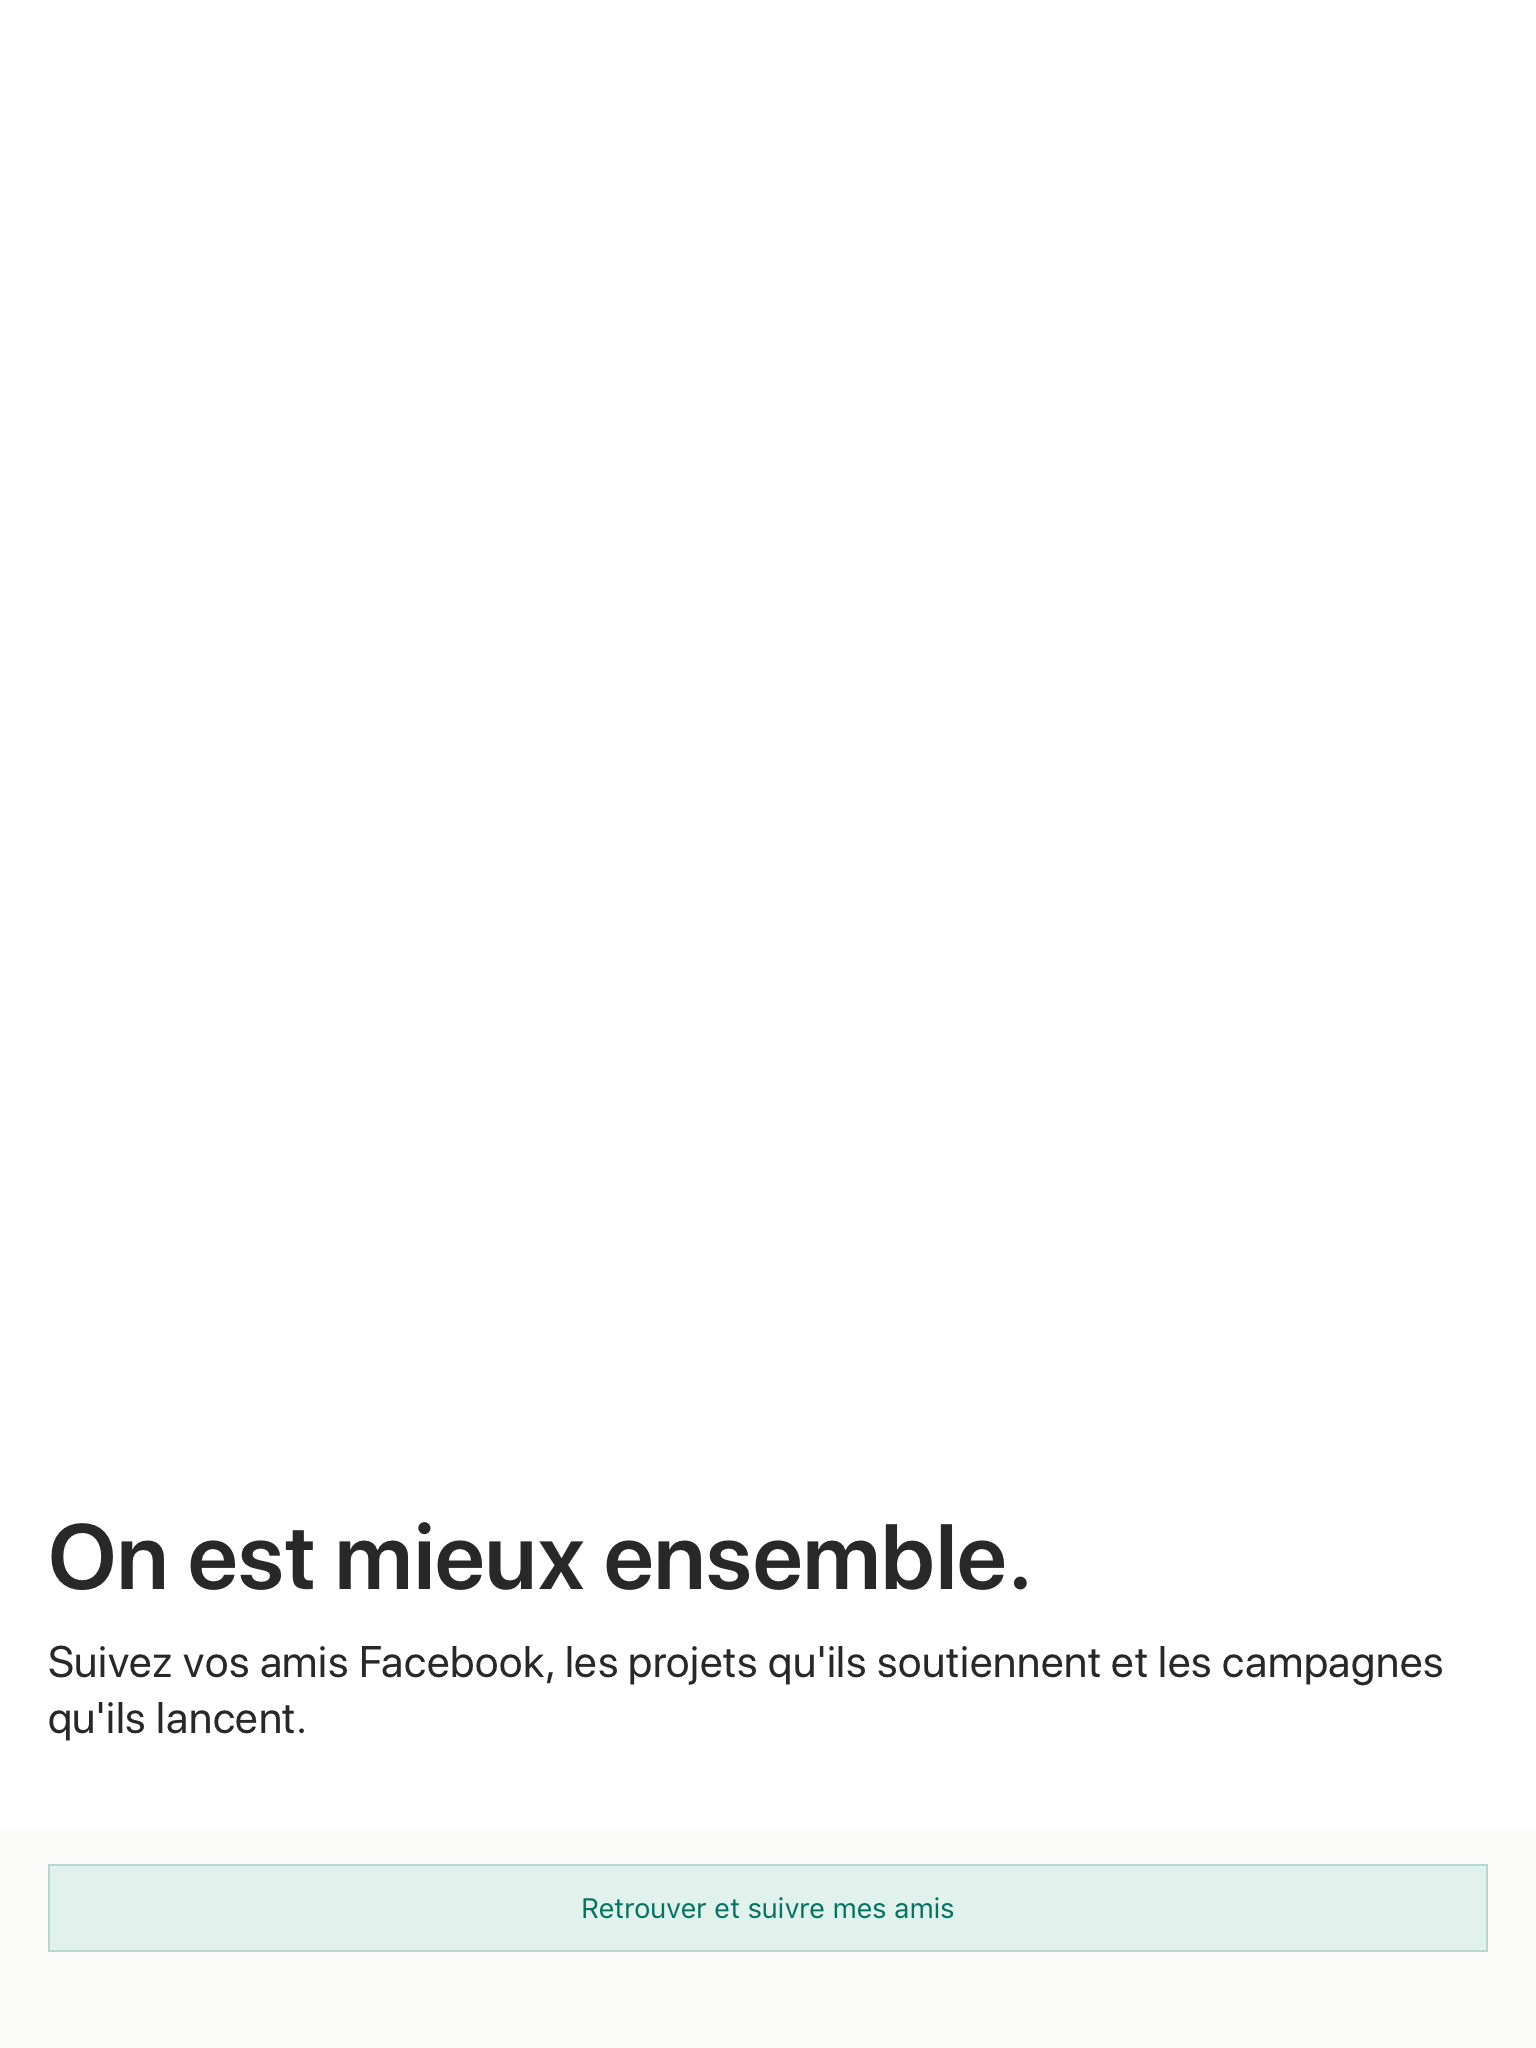 On est mieux ensemble.
Suivez vos amis Facebook, les projets qu'ils soutiennent et les campagnes
qu'ils lancent.
Retrouver et suivre mes amis